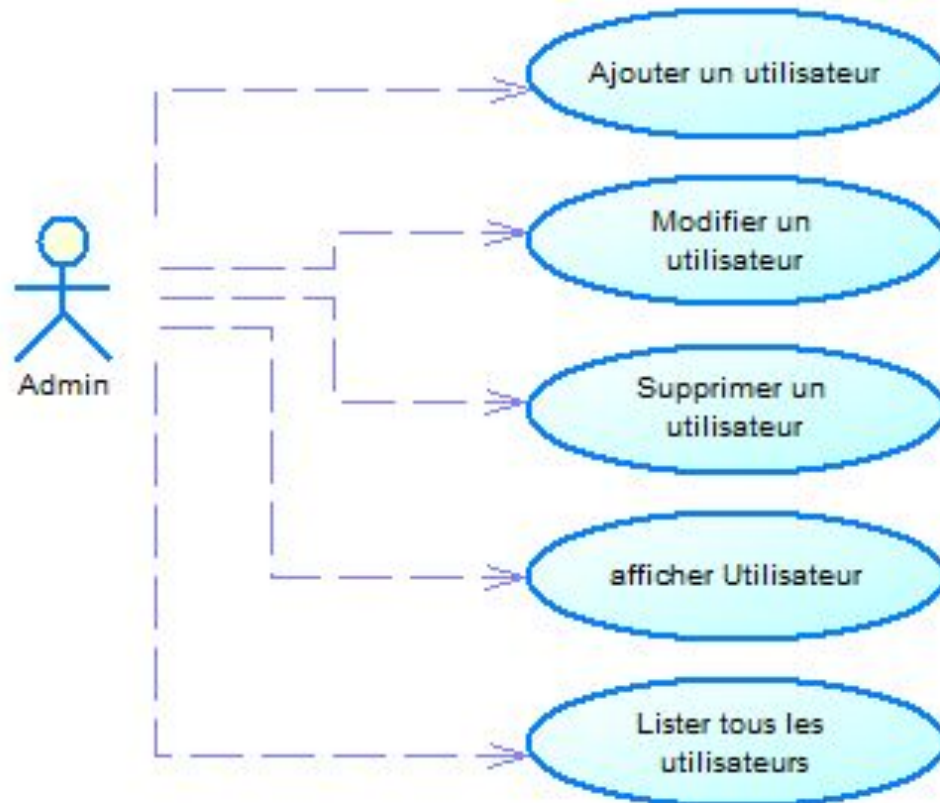 Ajouter un utilisateur
Modifier un
utilisateur
Admin
Supprimer un
utilisateur
afficher Utilisateur
Lister tous les
utilisateurs